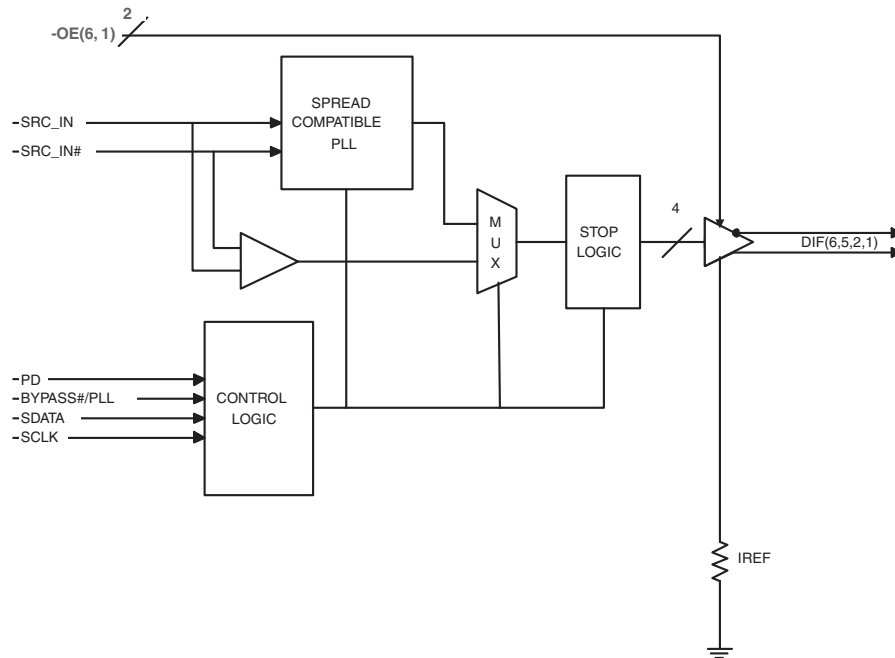 2
-OE(6, 1)
SPREAD
COMPATIBLE
PLL
-SRC_IN
-SRC_IN#
M
U
X
STOP
LOGIC
4
DIF(6,5,2,1)
-PD
-BYPASS#/PLL
-SDATA
-SCLK
CONTROL
LOGIC
IREF